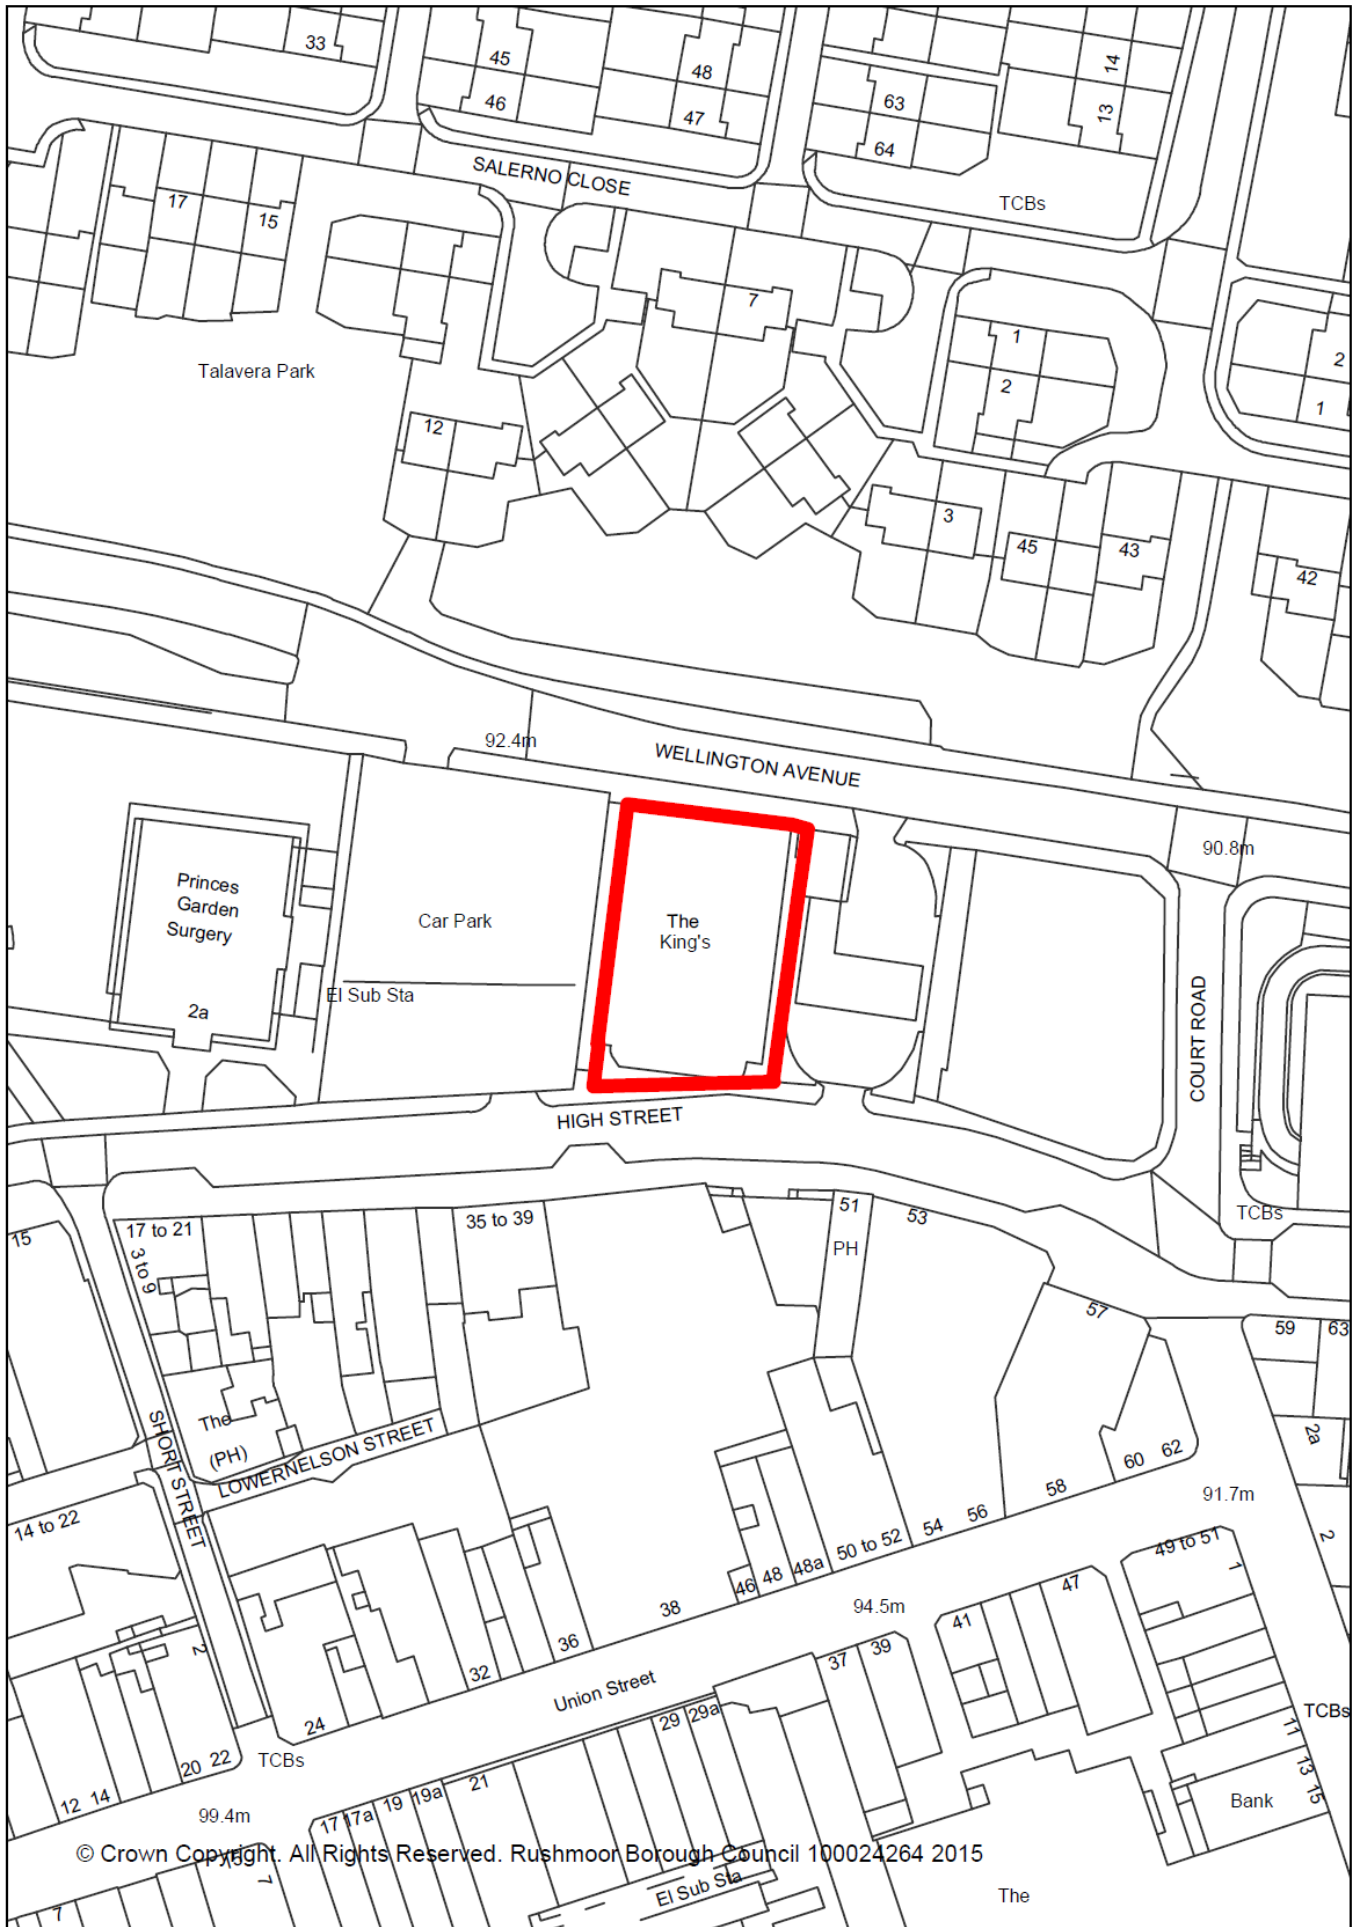 33
45
46
48
47
63
64
14
13
SALERNO CLOSE
TCBs
17
15
7
1
2
2
1
Talavera Park
12
3
45
43
42
92.4m
WELLINGTON AVENUE
90.8m
Princes
Garden
Surgery
2a
Car Park
El Sub Sta
The
King's
COURT ROAD
HIGH STREET
TCBs
15
17 to 21
3 to 9
35 to 39
51
PH
53
57
59
63
2a
The
(PH)
SHORT STREET
LOWERNELSON STREET
14 to 22
60
62
58
56
54
50 to 52
48a
48
46
38
36
32
24
2
91.7m
49 to 51
1
2
94.5m
47
41
39
37
Union Street
29
29a
21
19a
19
17a
17
TCBs
20
22
12
14
99.4m
TCBs
11
13
15
Bank
© Crown Copyright. All Rights Reserved. Rushmoor Borough Council 100024264 2015
7
7
El Sub Sta
The